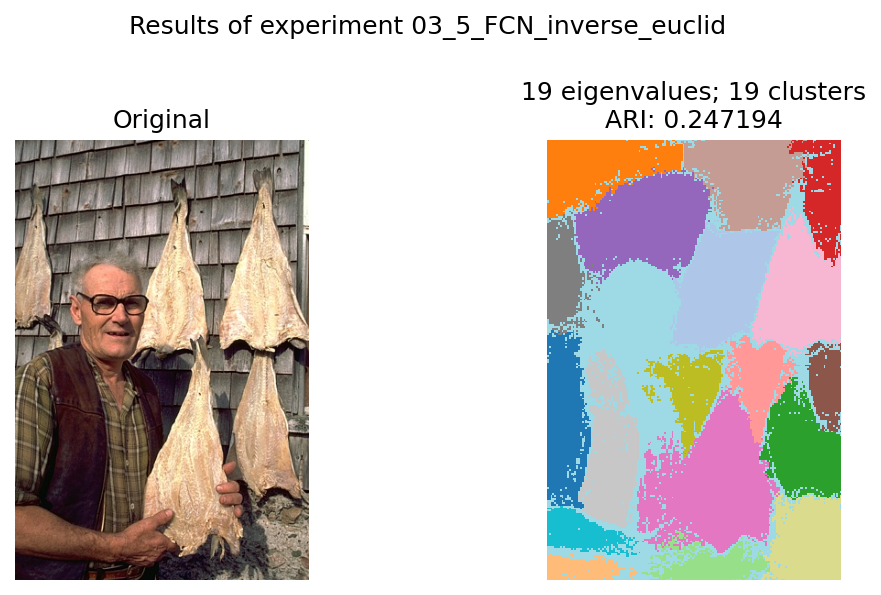 Results of experiment 03_5_FCN_inverse_euclid
Original
19 eigenvalues; 19 clusters
ARI: 0.247194